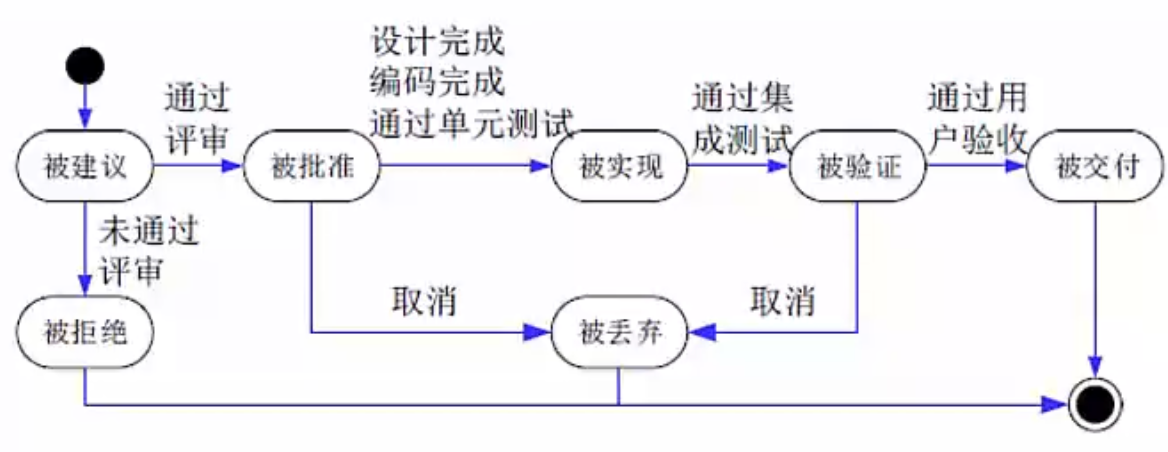 设计完成
编码完成
通过单元测试
通过
评审
通过集
成测试
通过用
户验收
被建议
被批准
被实现
被验证
被交付
未通过
评审
取消
取消
被拒绝
被丢弃